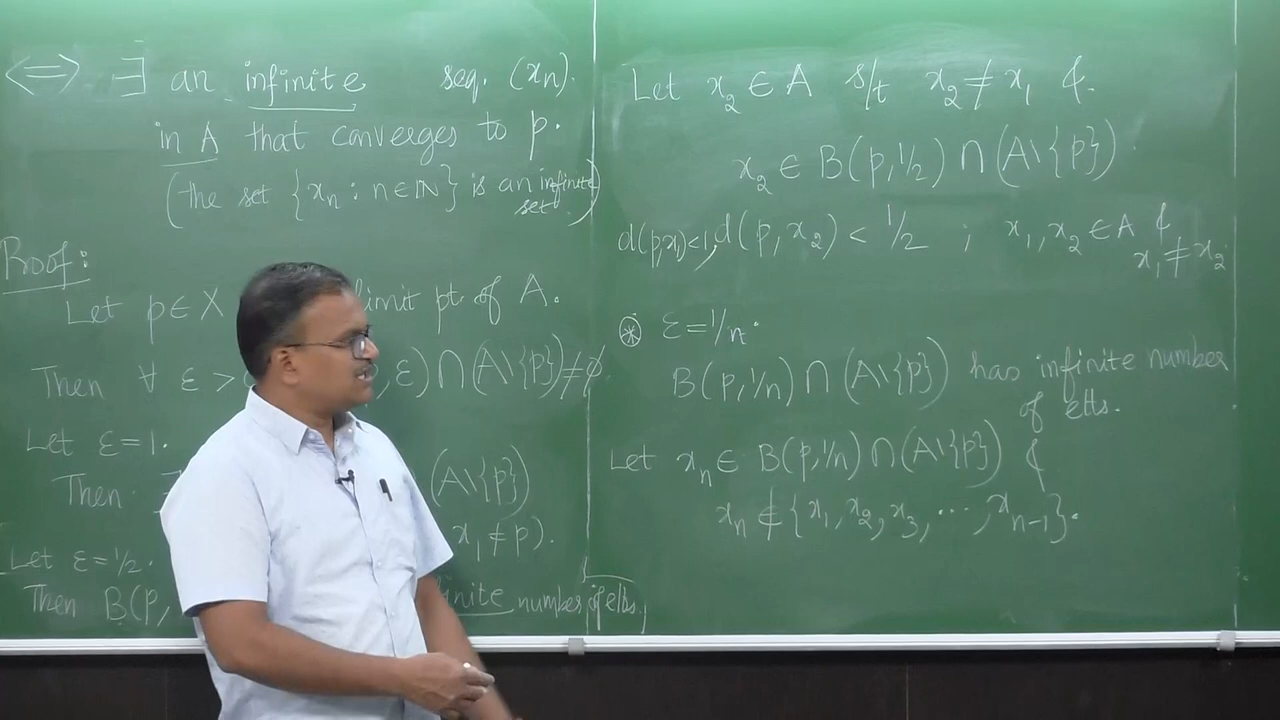 <=> ∃ an infinite seq. (xₙ).
in A that converges to p.
(the set {xₙ : n∈ℕ} is an infinite
set.)
Proof:
Let p∈X limit pt. of A.
Then ∀ ε > , ε) ∩ (A\{p}) ≠ ϕ
Let ε=1.
Then (A\{p})
x₁ ≠ p).
Let ε=1/2.
Then B(p, number of elts.
Let x₂ ∈ A s/t x₂ ≠ x₁ &
x₂ ∈ B(p, 1/2) ∩ (A\{p}).
d(p,x₁)<1, d(p, x₂) < 1/2 ; x₁, x₂ ∈ A &
x₁ ≠ x₂
⊛ ε=1/n.
B(p, 1/n) ∩ (A\{p}) has infinite number
of elts.
Let xₙ ∈ B(p, 1/n) ∩ (A\{p}) &
xₙ ∉ {x₁, x₂, x₃, ..., xₙ₋₁}.